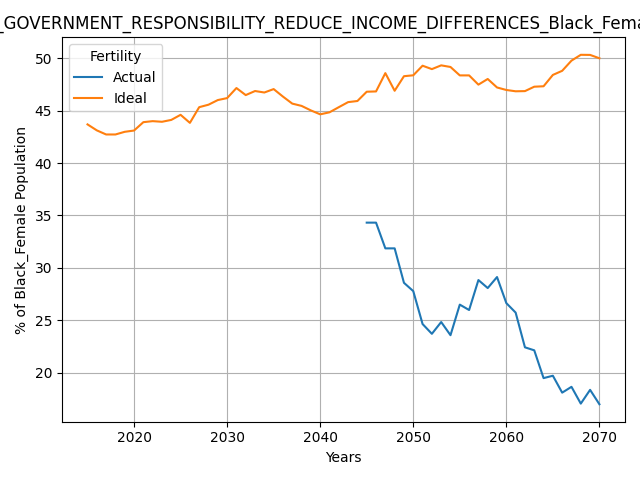 _GOVERNMENT_RESPONSIBILITY_REDUCE_INCOME_DIFFERENCES_Black_Fema
Fertility
Actual
Ideal
% of Black_Female Population
50
45
40
35
30
25
20
2020 2030 2040 2050 2060 2070
Years